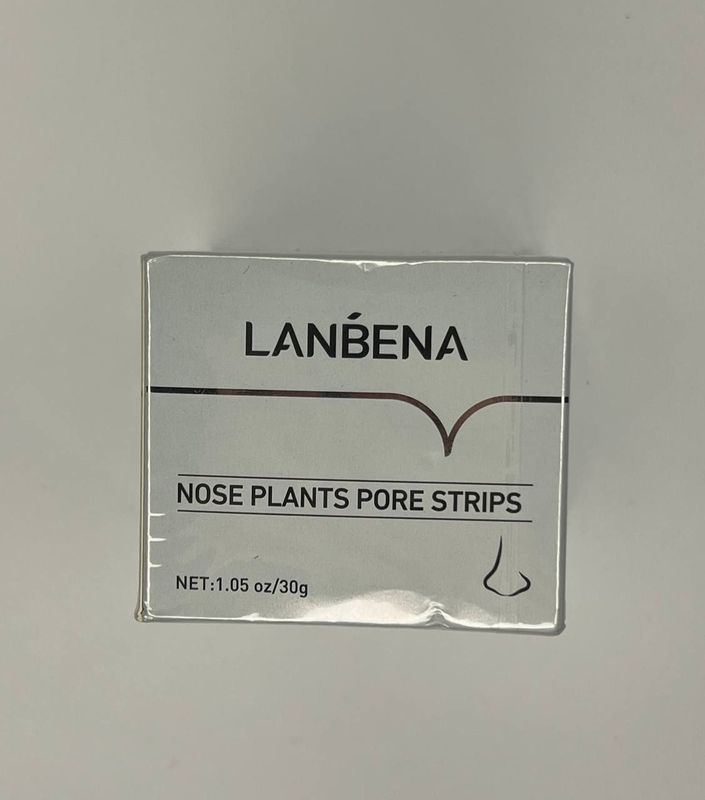 LANBENA
NOSE PLANTS PORE STRIPS
NET:1.05 oz/30g